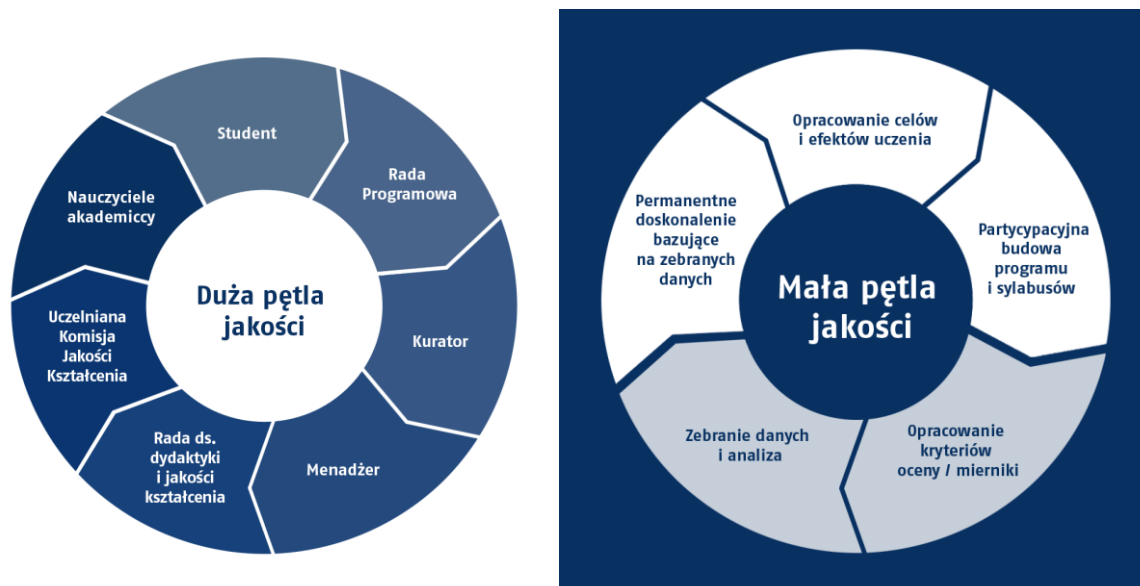 Duża pętla
jakości
Student
Rada
Programowa
Kurator
Menadżer
Rada ds.
dydaktyki
i jakości
kształcenia
Uczelniana
Komisja
Jakości
Kształcenia
Nauczyciele
akademiccy
Mała pętla
jakości
Opracowanie celów
i efektów uczenia
Partycypacyjna
budowa
programu
i sylabusów
Opracowanie
kryteriów
oceny / mierniki
Zebranie danych
i analiza
Permanentne
doskonalenie
bazujące
na zebranych
danych